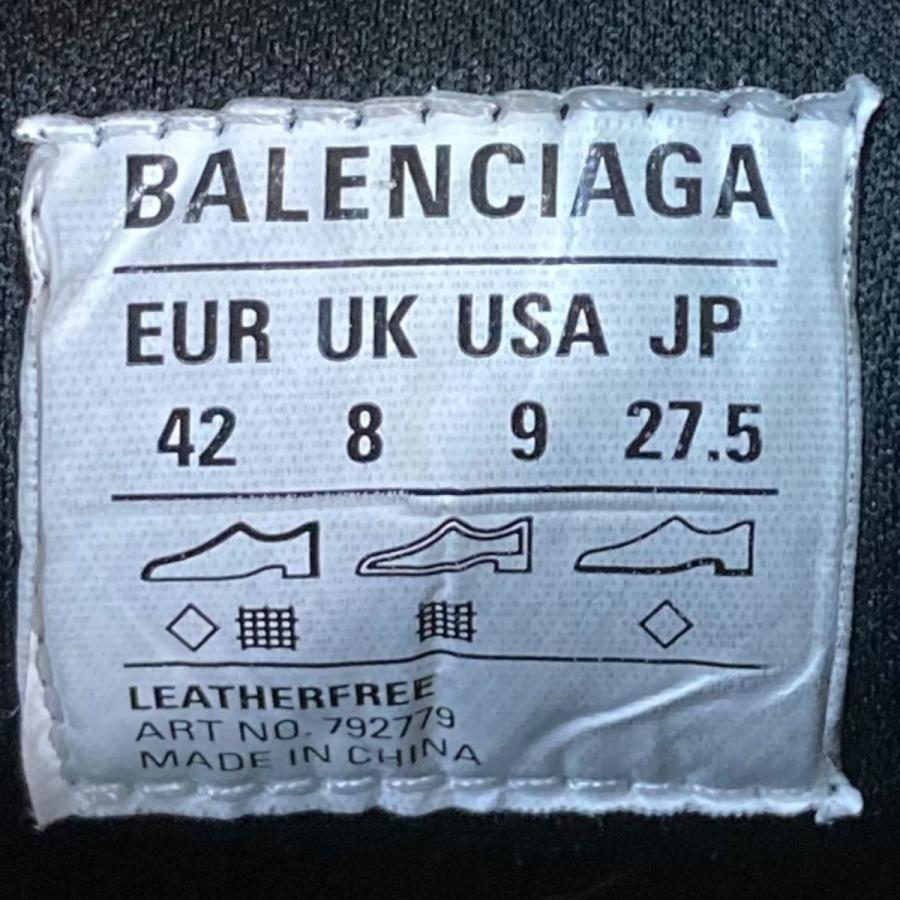 BALENCIAGA
EUR UK USA JP
42 8 9 27.5
LEATHERFREE
ART NO. 792779
MADE IN CHINA